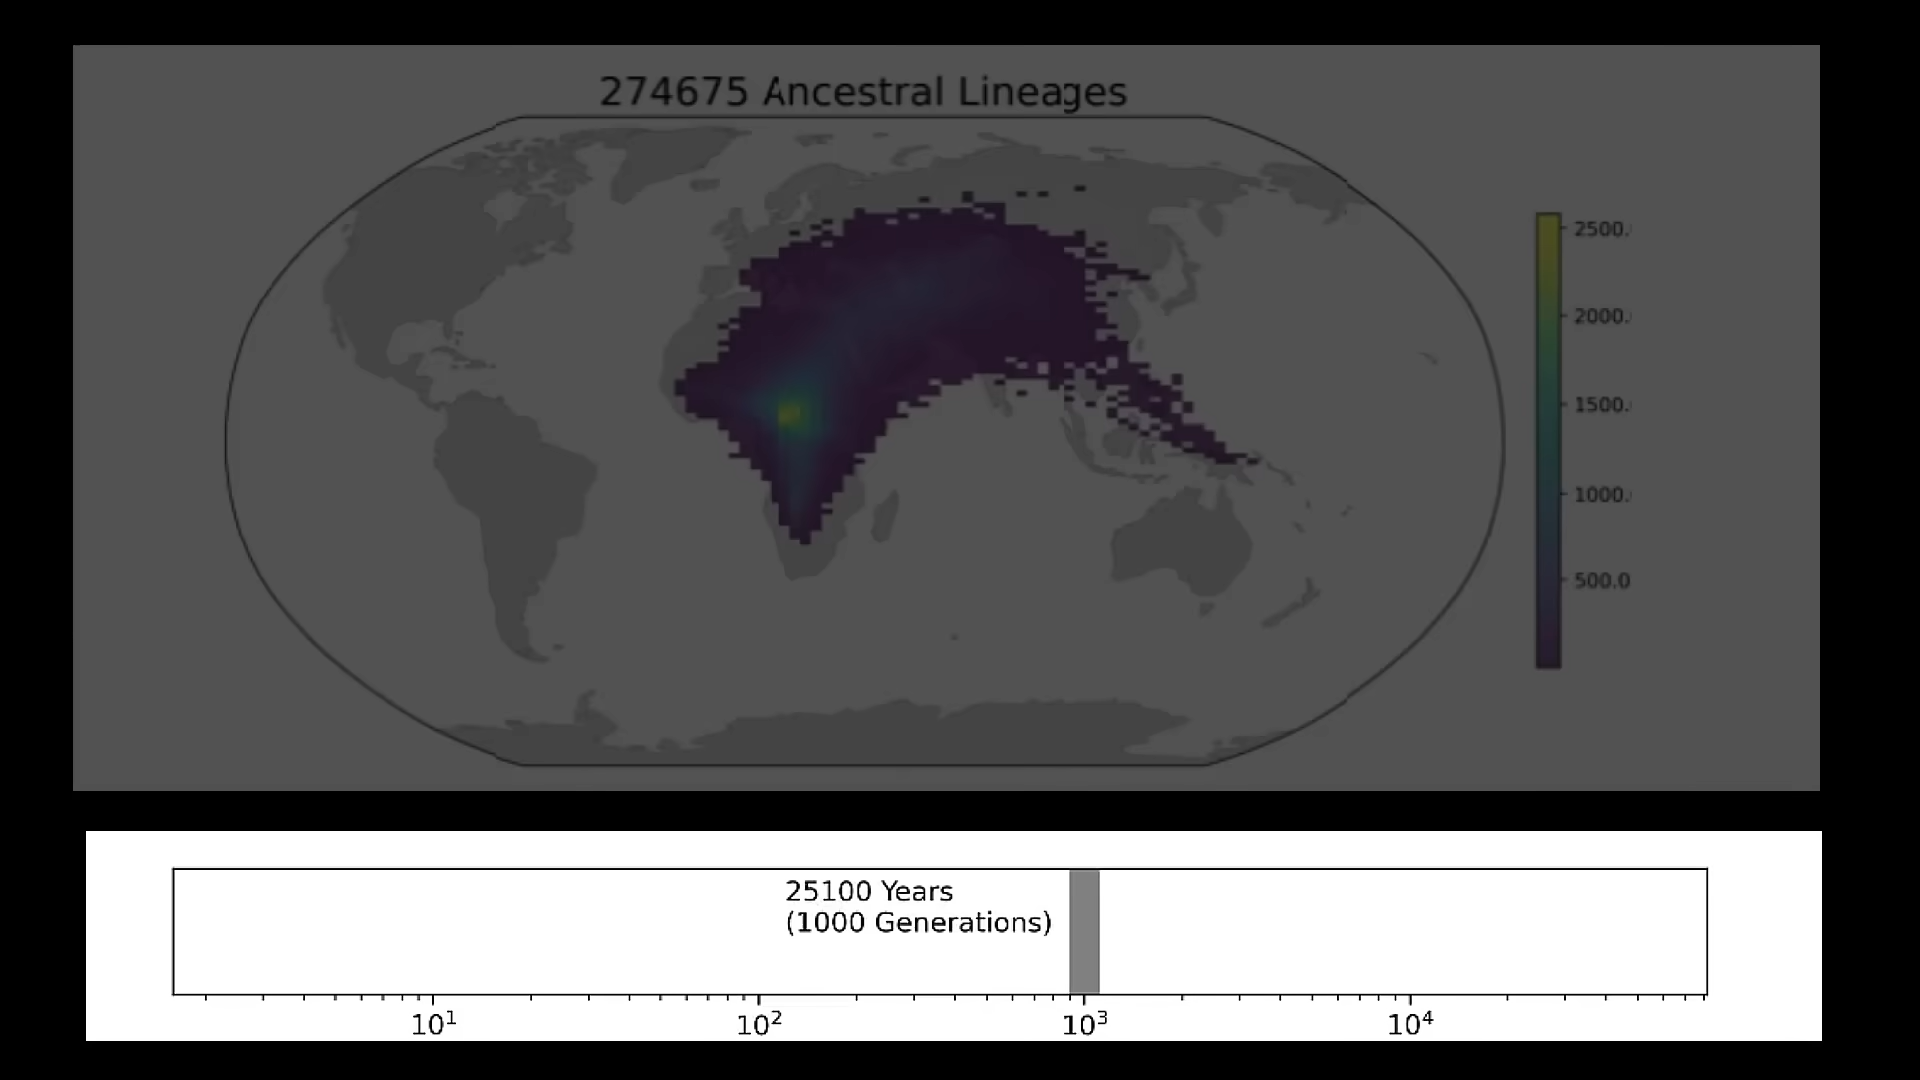 274675 Ancestral Lineages
2500.
2000.
1500.
1000.
500.0
25100 Years
(1000 Generations)
10¹ 10² 10³ 10⁴